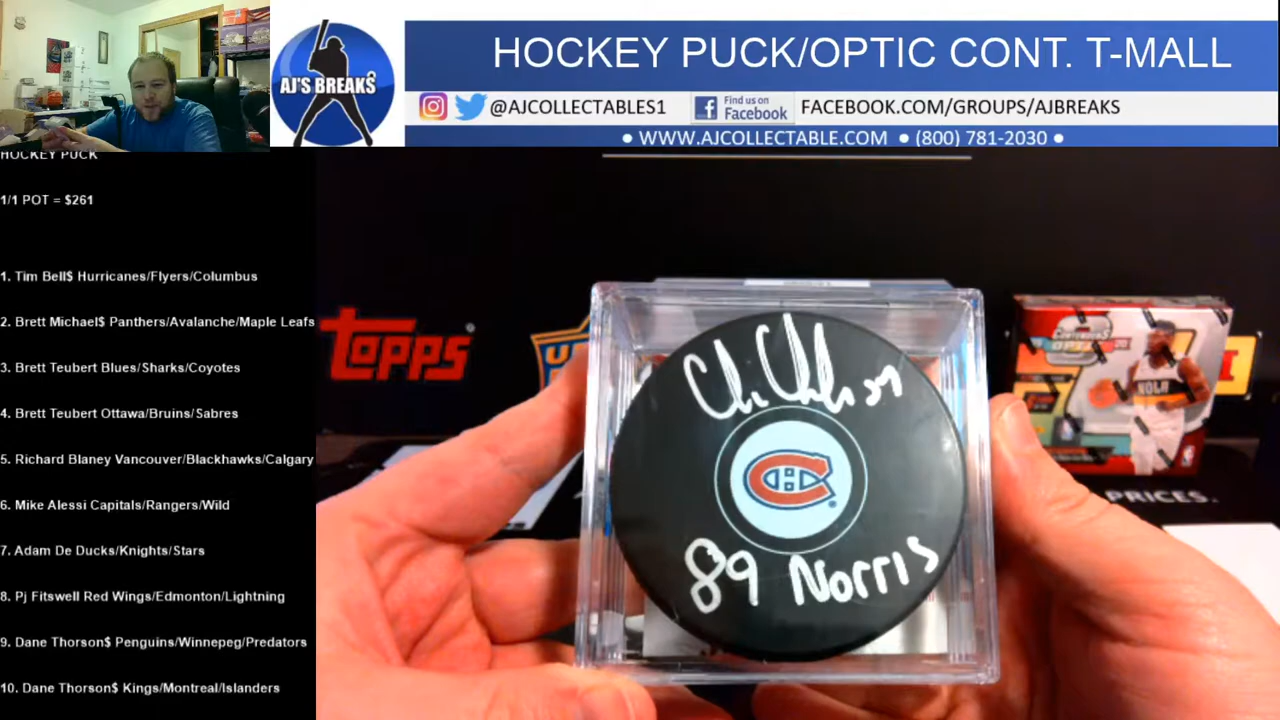 HOCKEY PUCK/OPTIC CONT. T-MALL
AJ'S BREAKS
@AJCOLLECTABLES1
Find us on
Facebook
FACEBOOK.COM/GROUPS/AJBREAKS
● WWW.AJCOLLECTABLE.COM ● (800) 781-2030 ●
HOCKEY PUCK
1/1 POT = $261
1. Tim Bell$ Hurricanes/Flyers/Columbus
2. Brett Michael$ Panthers/Avalanche/Maple Leafs
3. Brett Teubert Blues/Sharks/Coyotes
4. Brett Teubert Ottawa/Bruins/Sabres
5. Richard Blaney Vancouver/Blackhawks/Calgary
6. Mike Alessi Capitals/Rangers/Wild
7. Adam De Ducks/Knights/Stars
8. Pj Fitswell Red Wings/Edmonton/Lightning
9. Dane Thorson$ Penguins/Winnepeg/Predators
10. Dane Thorson$ Kings/Montreal/Islanders
topps
89 Norris
CONTENDERS
OPTIC
NOLA
PRICES.